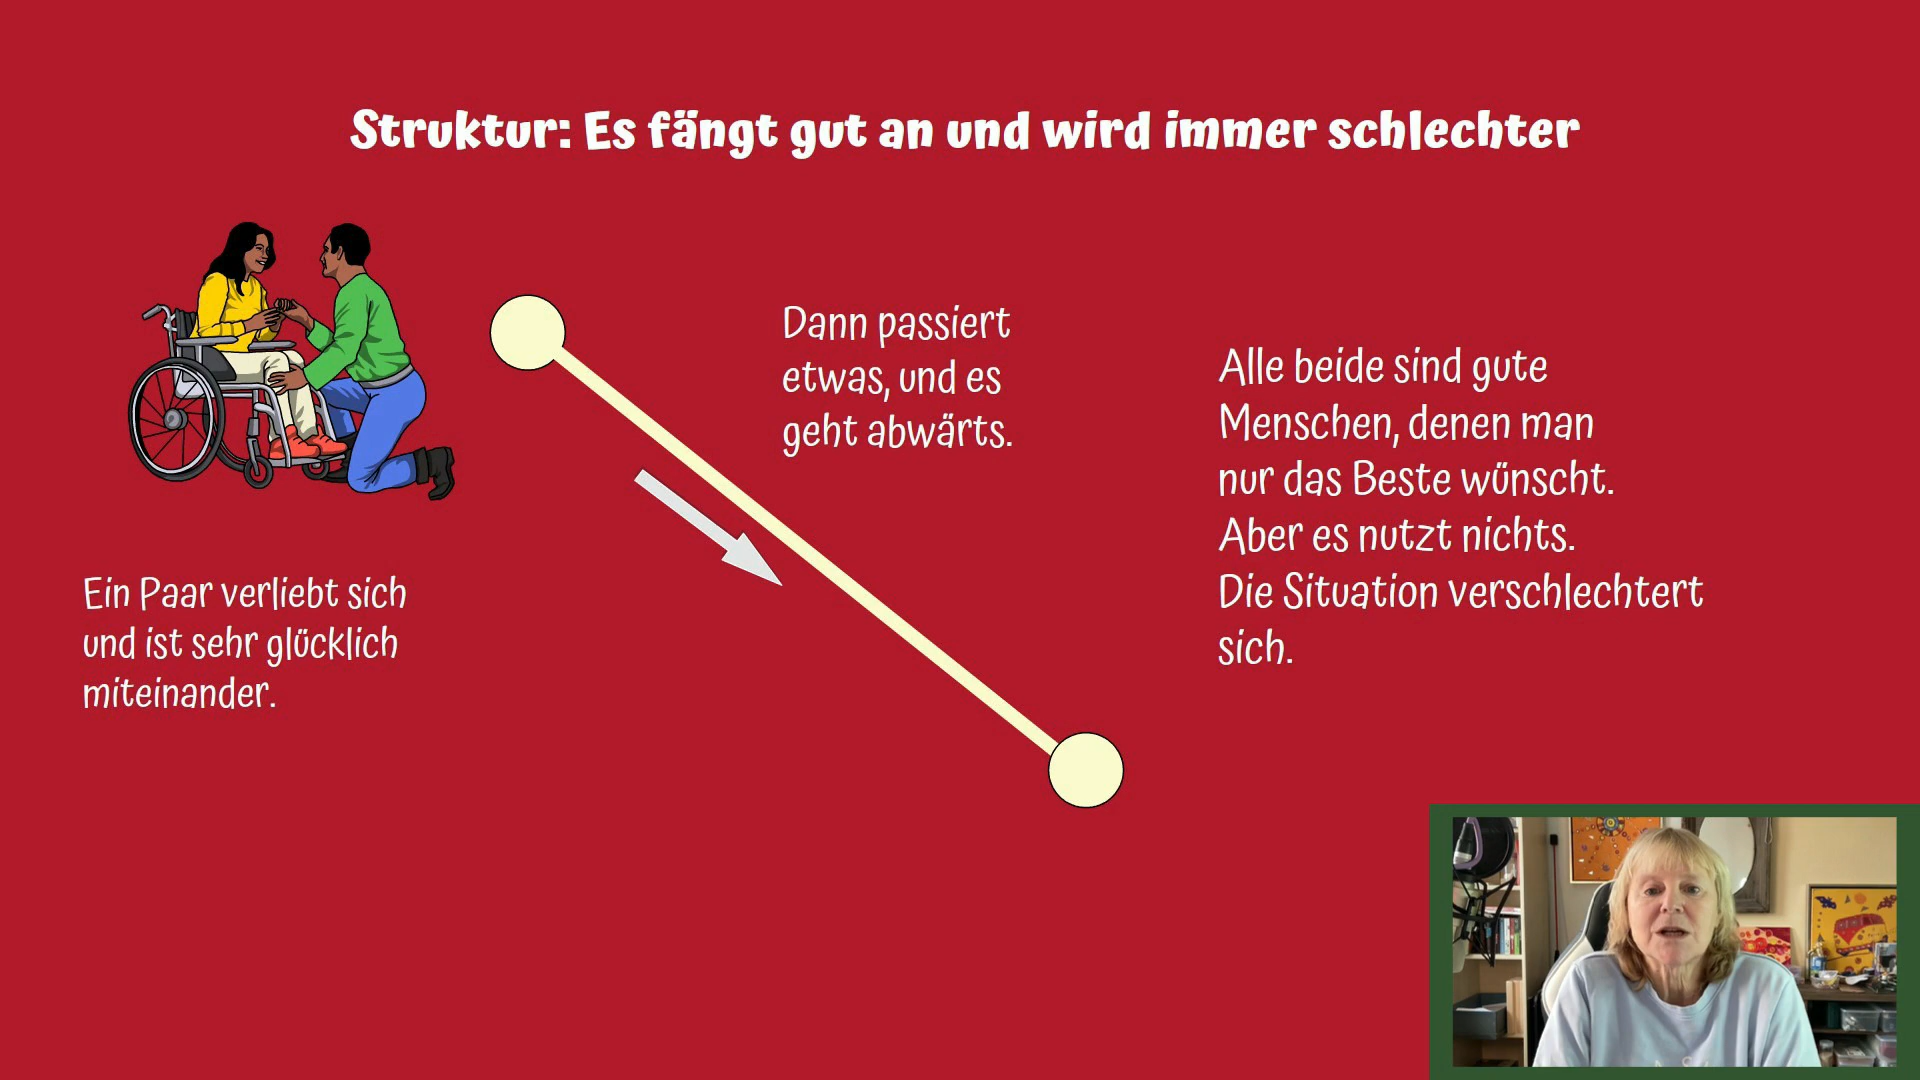 Struktur: Es fängt gut an und wird immer schlechter
Ein Paar verliebt sich
und ist sehr glücklich
miteinander.
Dann passiert
etwas, und es
geht abwärts.
Alle beide sind gute
Menschen, denen man
nur das Beste wünscht.
Aber es nutzt nichts.
Die Situation verschlechtert
sich.